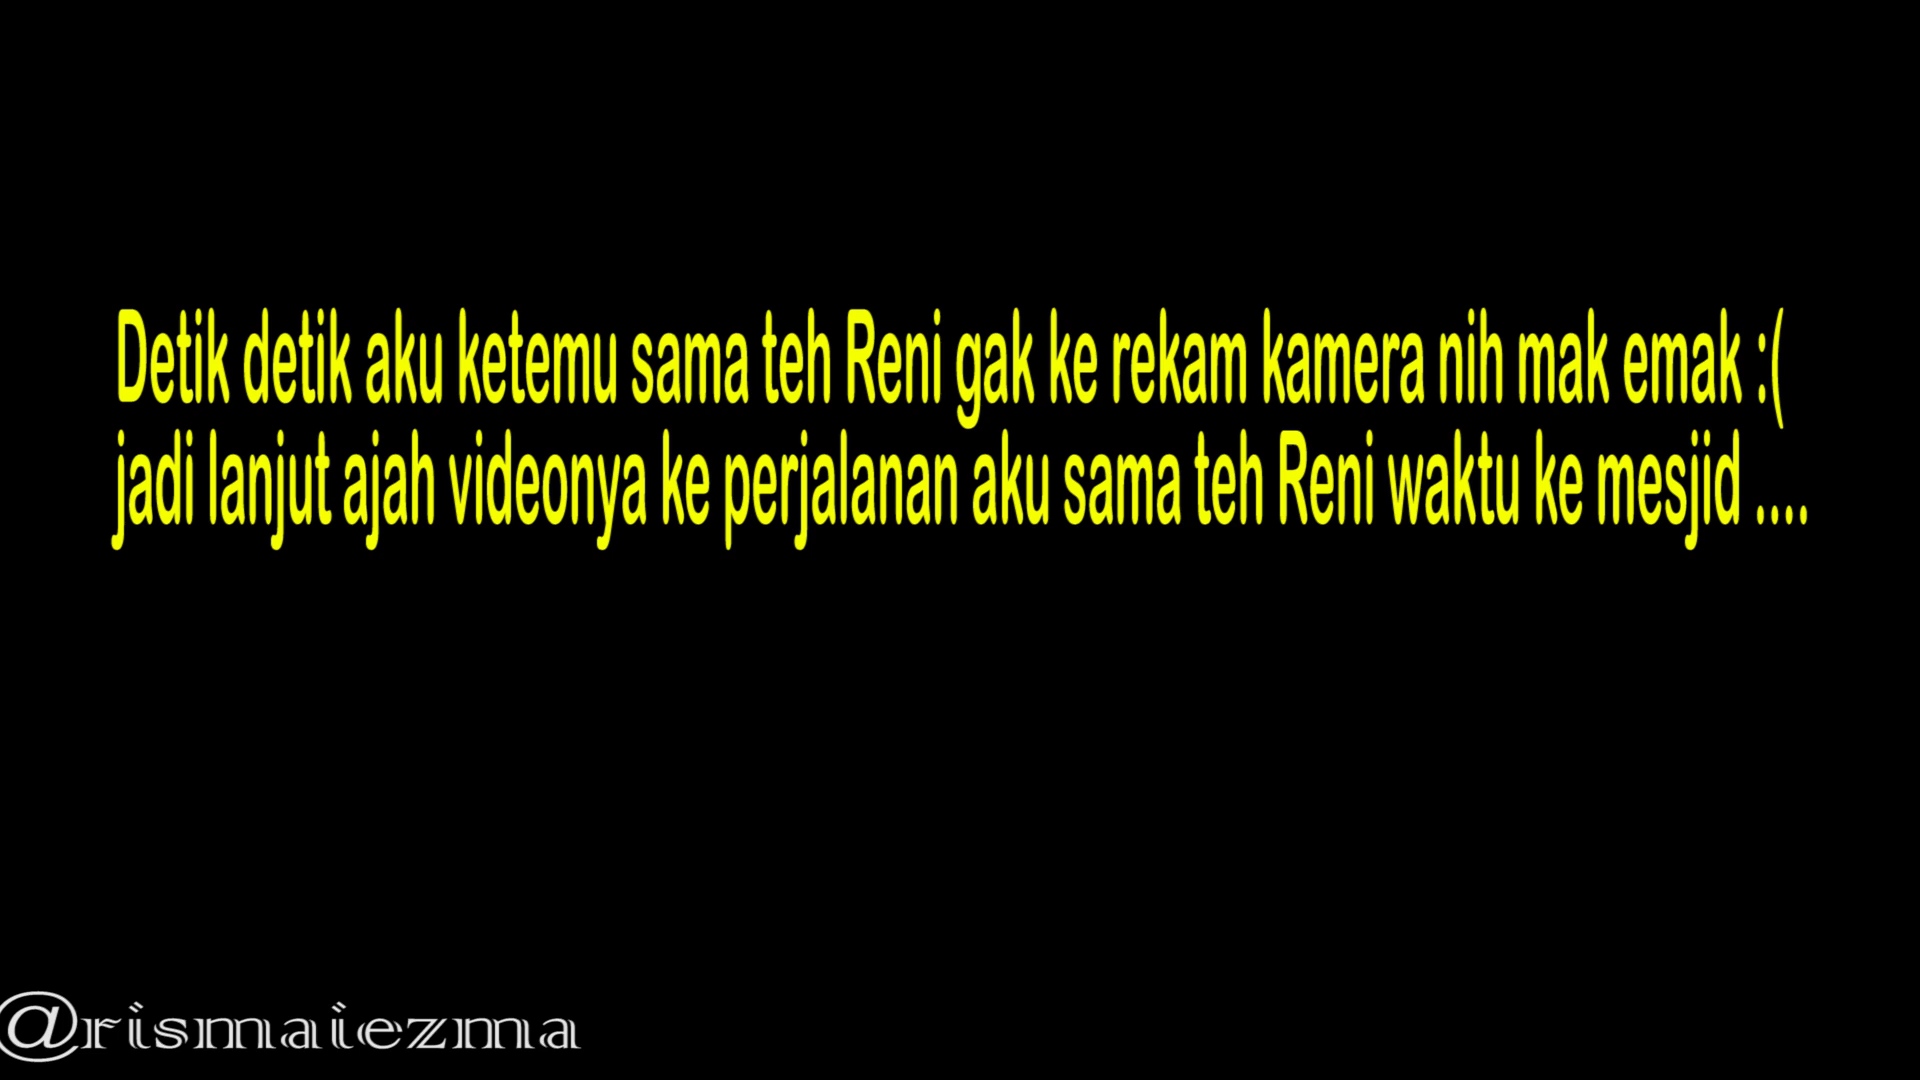 Detik detik aku ketemu sama teh Reni gak ke rekam kamera nih mak emak :(
jadi lanjut ajah videonya ke perjalanan aku sama teh Reni waktu ke mesjid ....
@rismaiezma